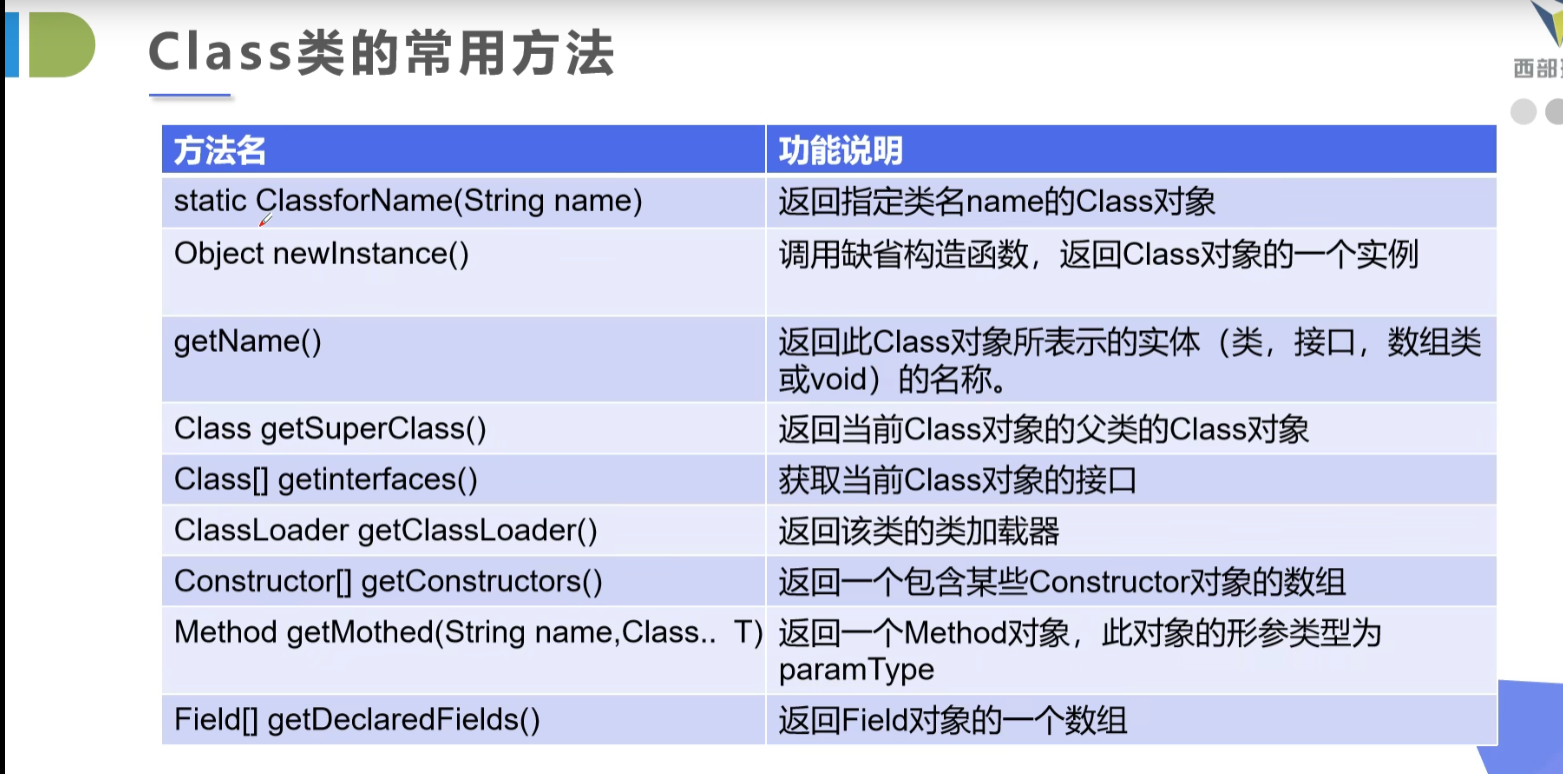 Class类的常用方法
西部
方法名
功能说明
static ClassforName(String name)
返回指定类名name的Class对象
Object newInstance()
调用缺省构造函数，返回Class对象的一个实例
getName()
返回此Class对象所表示的实体（类，接口，数组类
或void）的名称。
Class getSuperClass()
返回当前Class对象的父类的Class对象
Class[] getinterfaces()
获取当前Class对象的接口
ClassLoader getClassLoader()
返回该类的类加载器
Constructor[] getConstructors()
返回一个包含某些Constructor对象的数组
Method getMothed(String name,Class.. T)
返回一个Method对象，此对象的形参类型为
paramType
Field[] getDeclaredFields()
返回Field对象的一个数组